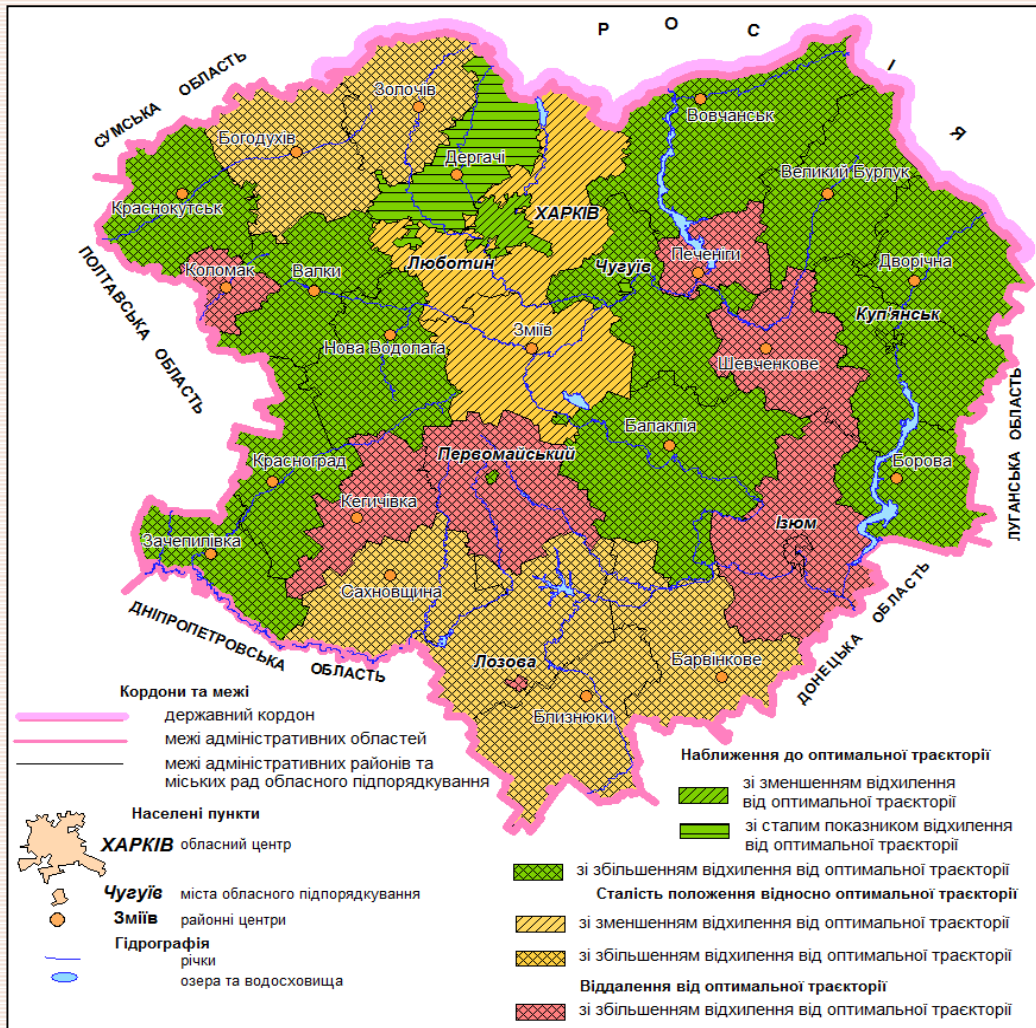 Р О С І Я
СУМСЬКА ОБЛАСТЬ
Золочів
Богодухів
Вовчанськ
Дергачі
Великий Бурлук
Краснокутськ
ХАРКІВ
ПОЛТАВСЬКА ОБЛАСТЬ
Коломак
Валки
Люботин
Чугуїв
Печеніги
Дворічна
Куп'янськ
Нова Водолага
Зміїв
Шевченкове
ЛУГАНСЬКА ОБЛАСТЬ
Балаклія
Первомайський
Красноград
Борова
Кегичівка
Ізюм
Зачепилівка
Сахновщина
ДНІПРОПЕТРОВСЬКА ОБЛАСТЬ
ДОНЕЦЬКА ОБЛАСТЬ
Лозова
Барвінкове
Близнюки
Кордони та межі
державний кордон
межі адміністративних областей
межі адміністративних районів та
міських рад обласного підпорядкування
Населені пункти
ХАРКІВ обласний центр
Чугуїв міста обласного підпорядкування
Зміїв районні центри
Гідрографія
річки
озера та водосховища
Наближення до оптимальної траєкторії
зі зменшенням відхилення
від оптимальної траєкторії
зі сталим показником відхилення
від оптимальної траєкторії
зі збільшенням відхилення від оптимальної траєкторії
Сталість положення відносно оптимальної траєкторії
зі зменшенням відхилення від оптимальної траєкторії
зі збільшенням відхилення від оптимальної траєкторії
Віддалення від оптимальної траєкторії
зі збільшенням відхилення від оптимальної траєкторії